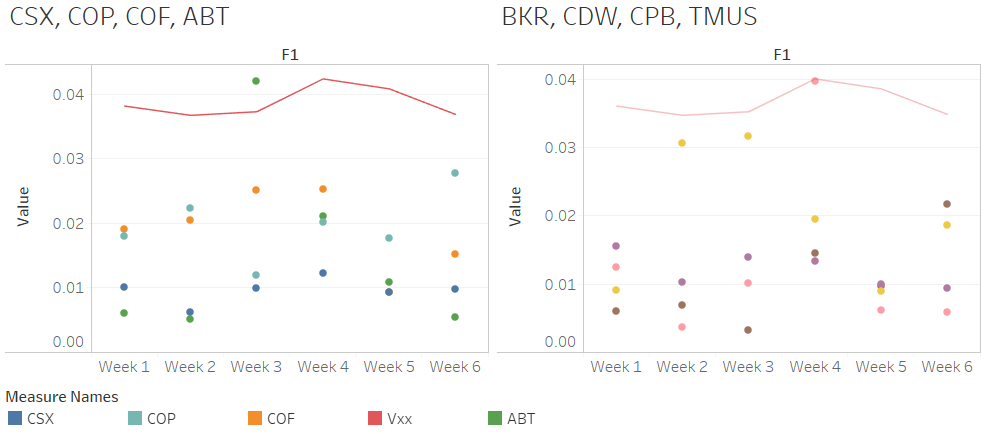 CSX, COP, COF, ABT
F1
0.04
0.03
0.02
0.01
0.00
Value
Week 1 Week 2 Week 3 Week 4 Week 5 Week 6
BKR, CDW, CPB, TMUS
F1
0.04
0.03
0.02
0.01
0.00
Value
Week 1 Week 2 Week 3 Week 4 Week 5 Week 6
Measure Names
CSX COP COF Vxx ABT